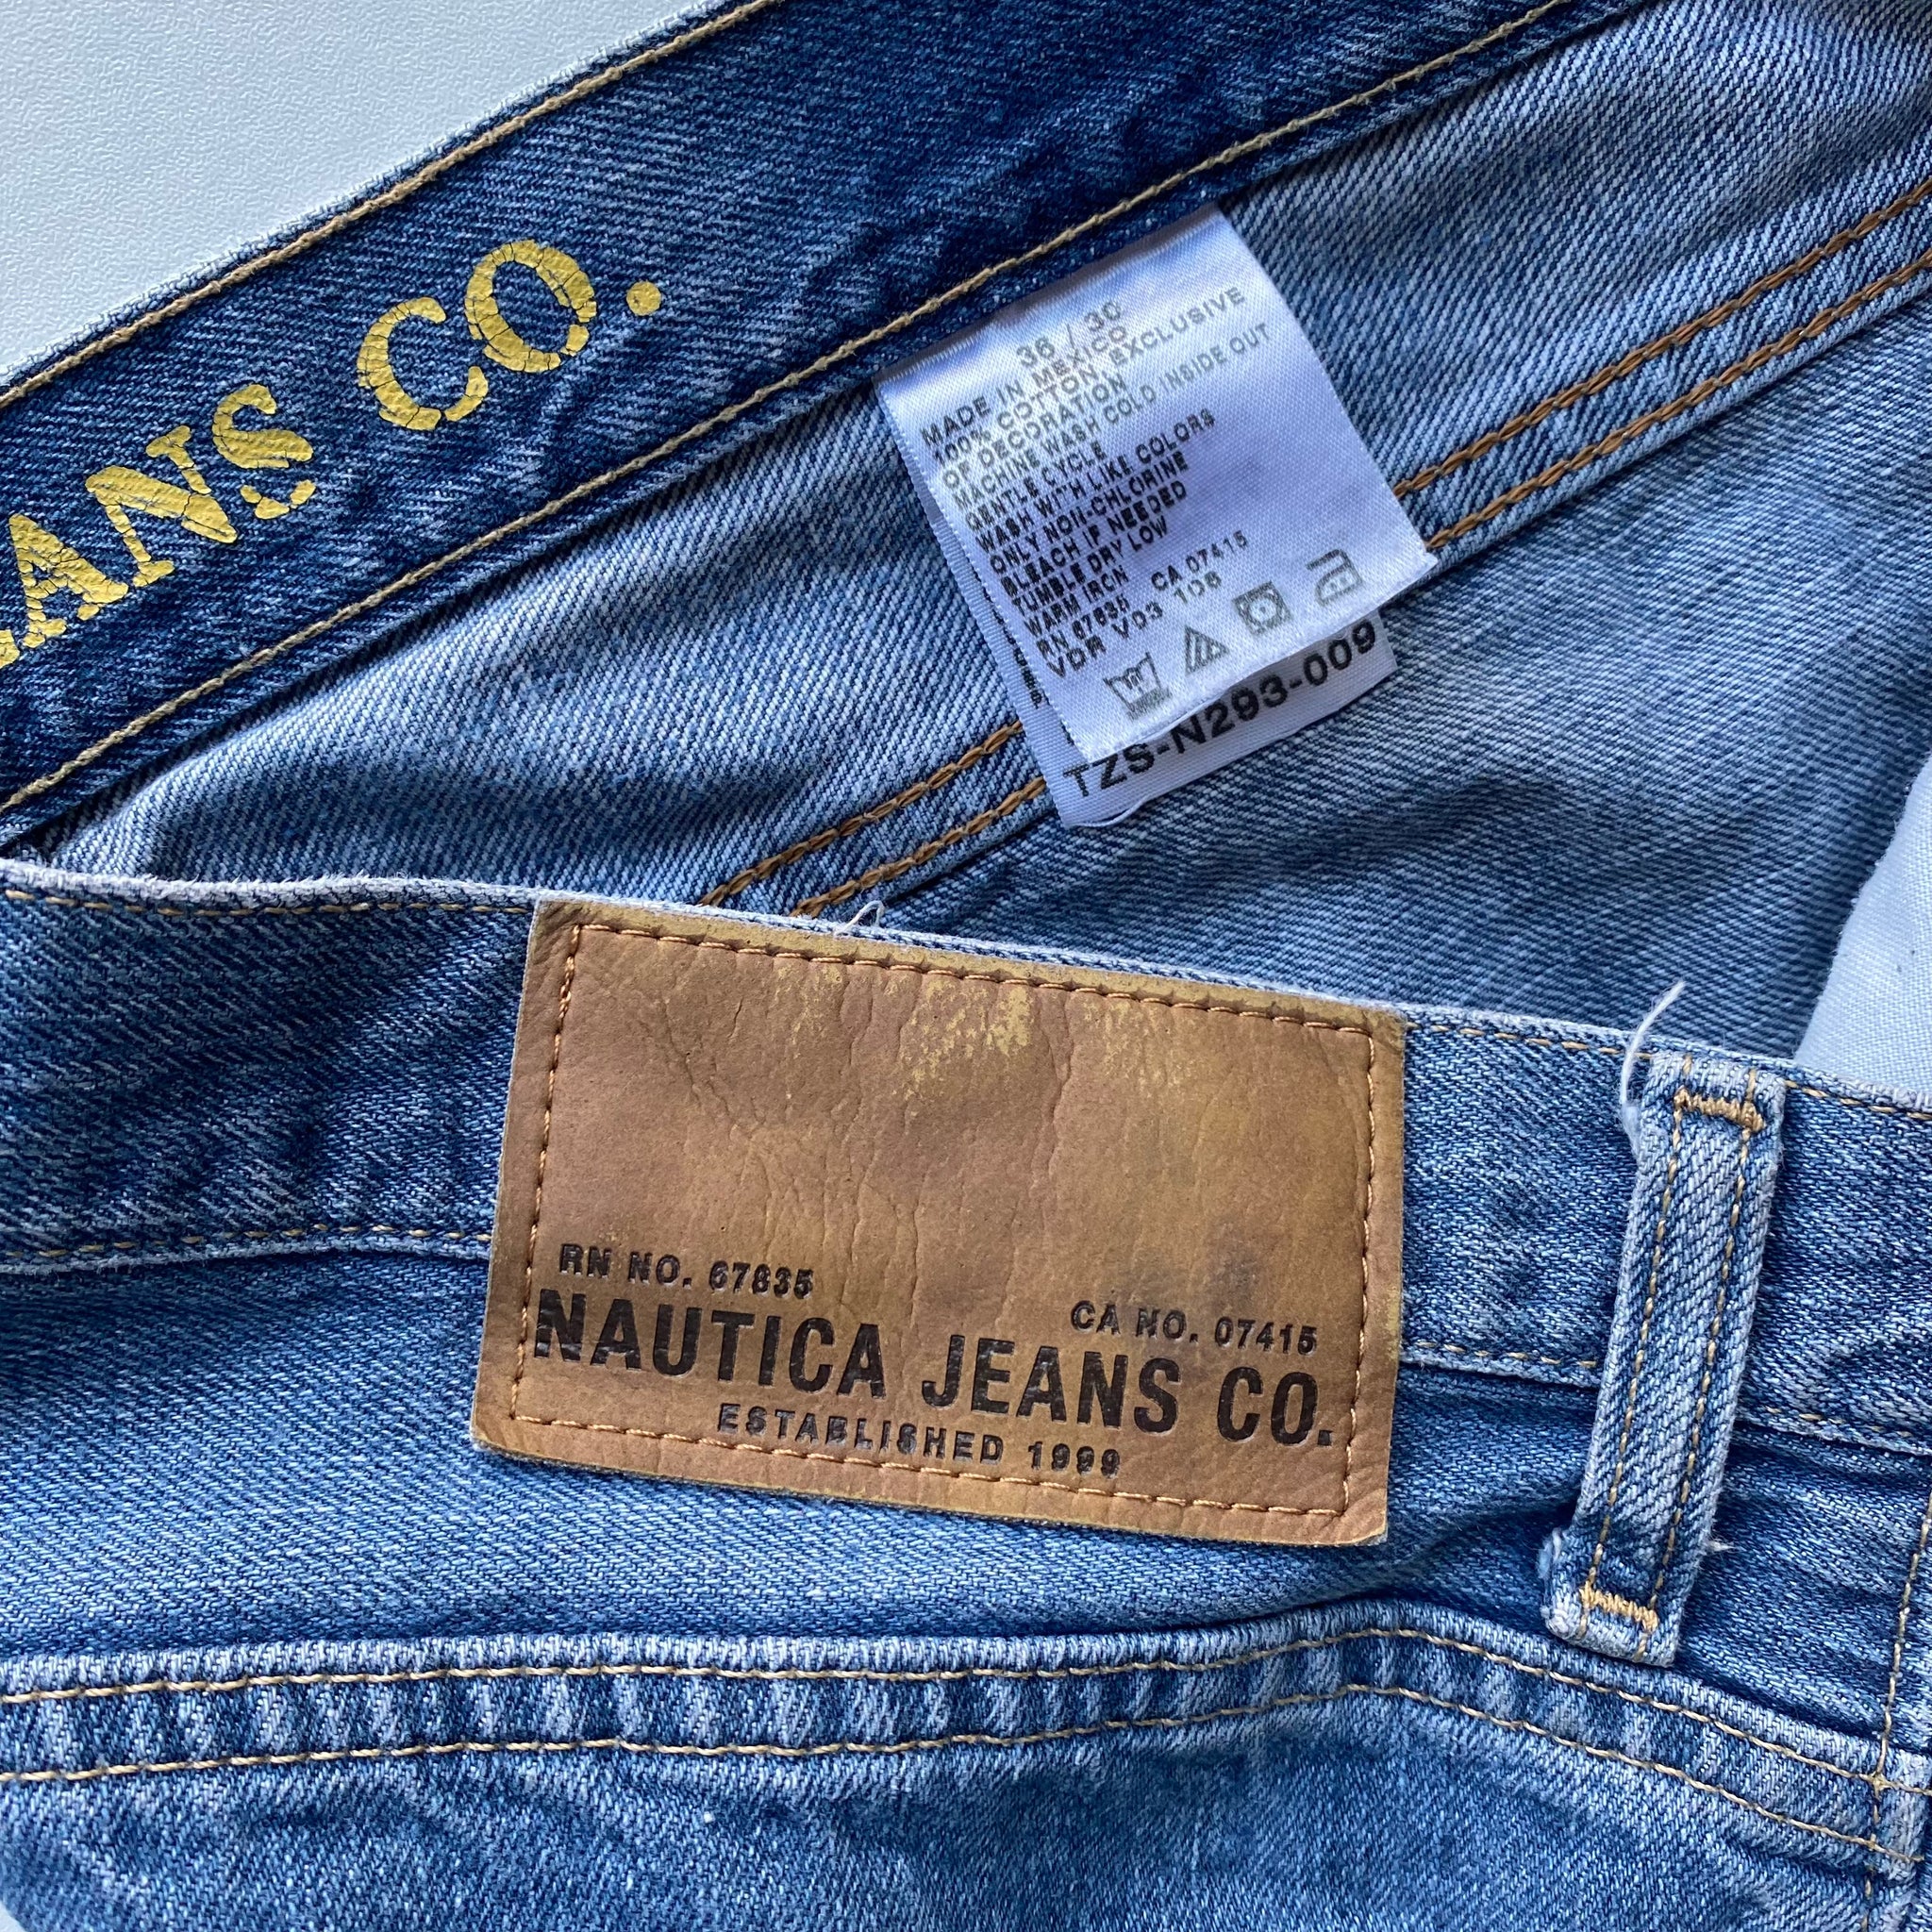 EANS CO.
36 / 30
MADE IN MEXICO
100% COTTON, EXCLUSIVE
OF DECORATION
MACHINE WASH COLD INSIDE OUT
GENTLE CYCLE
WASH WITH LIKE COLORS
ONLY NON-CHLORINE
BLEACH IF NEEDED
TUMBLE DRY LOW
WARM IRON
RN 67835 CA 07415
VDR V03 106
TZS-N293-009
RN NO. 67835
CA NO. 07415
NAUTICA JEANS CO.
ESTABLISHED 1999